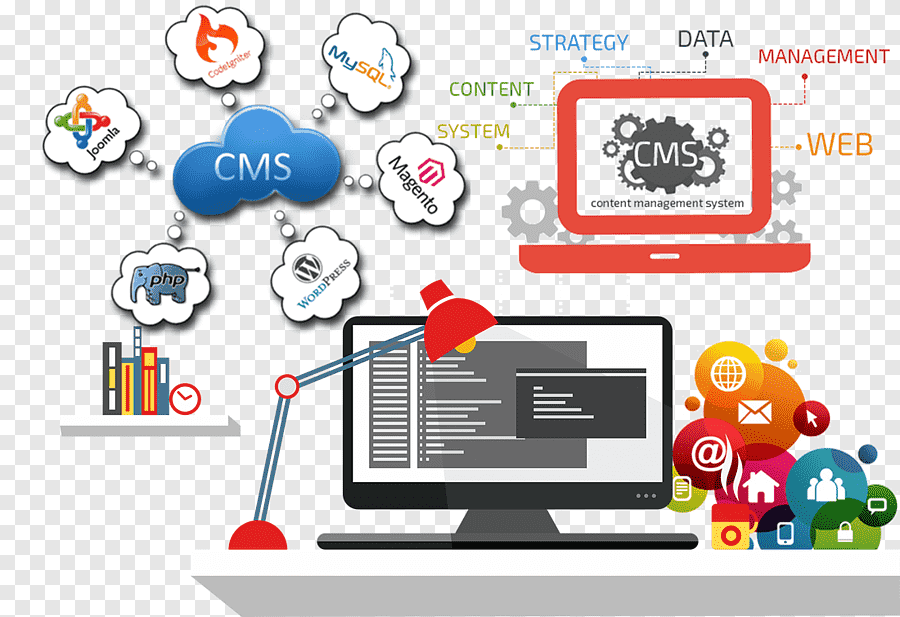 CodeIgniter
MySQL
Joomla
CMS
Magento
php
WORDPRESS
STRATEGY
DATA
MANAGEMENT
CONTENT
SYSTEM
WEB
CMS
content management system
@